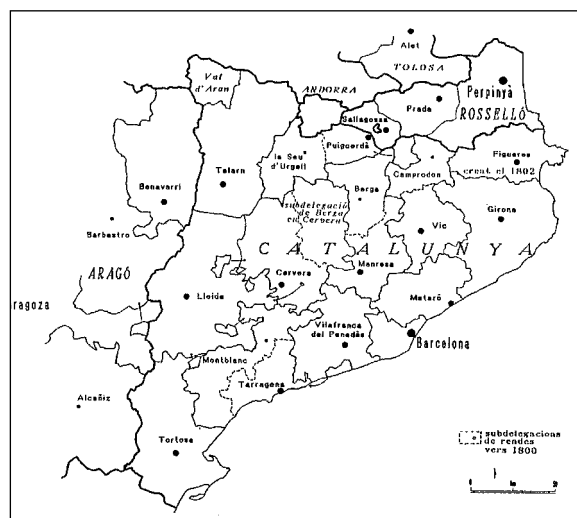 Alet
TOLOSA
Val
d'Aran
ANDORRA
Perpinyà
ROSSELLÓ
Prada
Sallagossa
Puigcerdà
la Seu
d'Urgell
Figueres
creat el 1802
Camprodon
Benavarri
Talarn
Berga
subdelegació
de Berga
en Cervera
Girona
Vic
Barbastro
CATALUNYA
ARAGÓ
Manresa
Cervera
Lleida
Mataró
ragoza
Vilafranca
del Penedès
Barcelona
Montblanc
Tarragona
Alcañiz
Tortosa
subdelegacions
de rendes
vers 1800